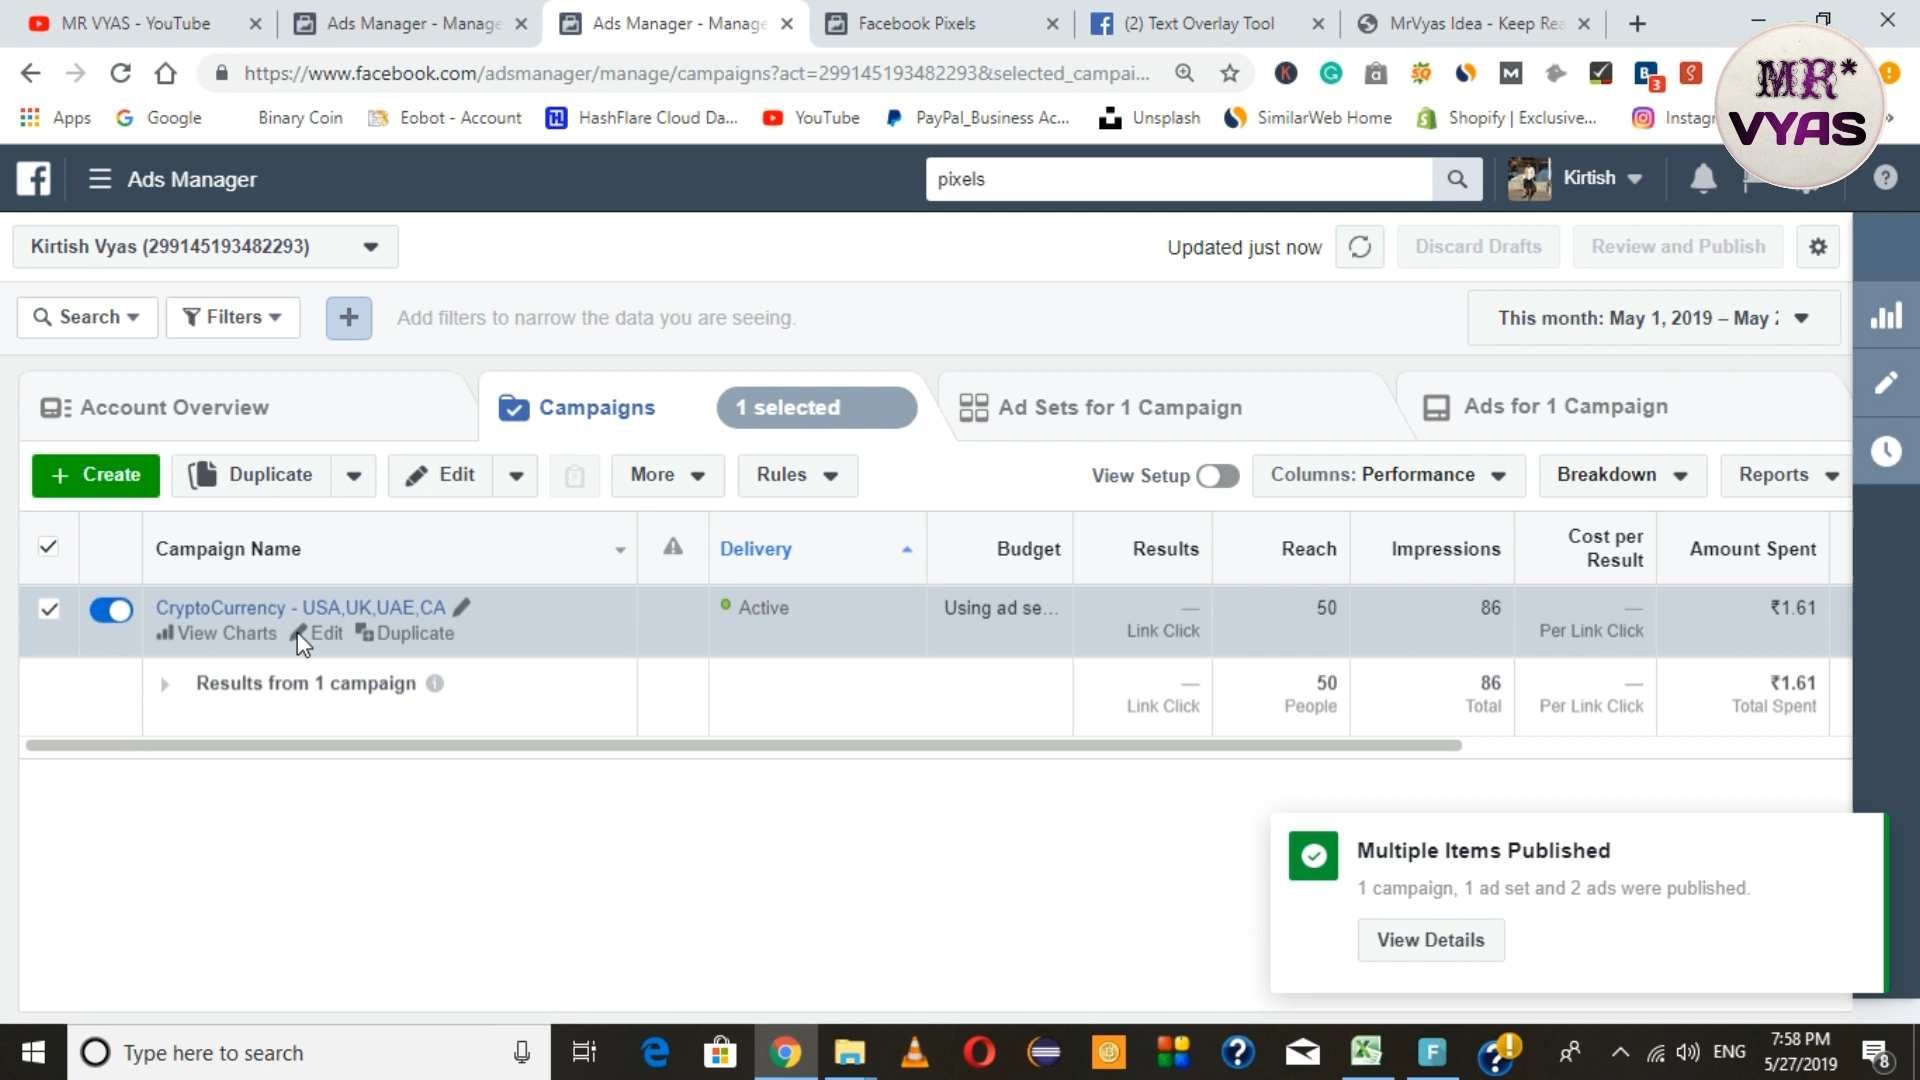 MR VYAS - YouTube
Ads Manager - Manage
Ads Manager - Manage
Facebook Pixels
(2) Text Overlay Tool
MrVyas Idea - Keep Rea
https://www.facebook.com/adsmanager/manage/campaigns?act=299145193482293&selected_campai...
3
MR*
VYAS
Apps
Google
Binary Coin
Eobot - Account
HashFlare Cloud Da...
YouTube
PayPal_Business Ac...
Unsplash
SimilarWeb Home
Shopify | Exclusive...
Instagr
Ads Manager
pixels
Kirtish
Kirtish Vyas (299145193482293)
Updated just now
Discard Drafts
Review and Publish
Search
Filters
Add filters to narrow the data you are seeing.
This month: May 1, 2019 – May
Account Overview
Campaigns
1 selected
Ad Sets for 1 Campaign
Ads for 1 Campaign
+ Create
Duplicate
Edit
More
Rules
View Setup
Columns: Performance
Breakdown
Reports
Campaign Name
Delivery
Budget
Results
Reach
Impressions
Cost per
Result
Amount Spent
CryptoCurrency - USA,UK,UAE,CA
View Charts
Edit
Duplicate
Active
Using ad se...
—
Link Click
50
86
—
Per Link Click
₹1.61
Results from 1 campaign
—
Link Click
50
People
86
Total
—
Per Link Click
₹1.61
Total Spent
Multiple Items Published
1 campaign, 1 ad set and 2 ads were published.
View Details
Type here to search
ENG
7:58 PM
5/27/2019
8